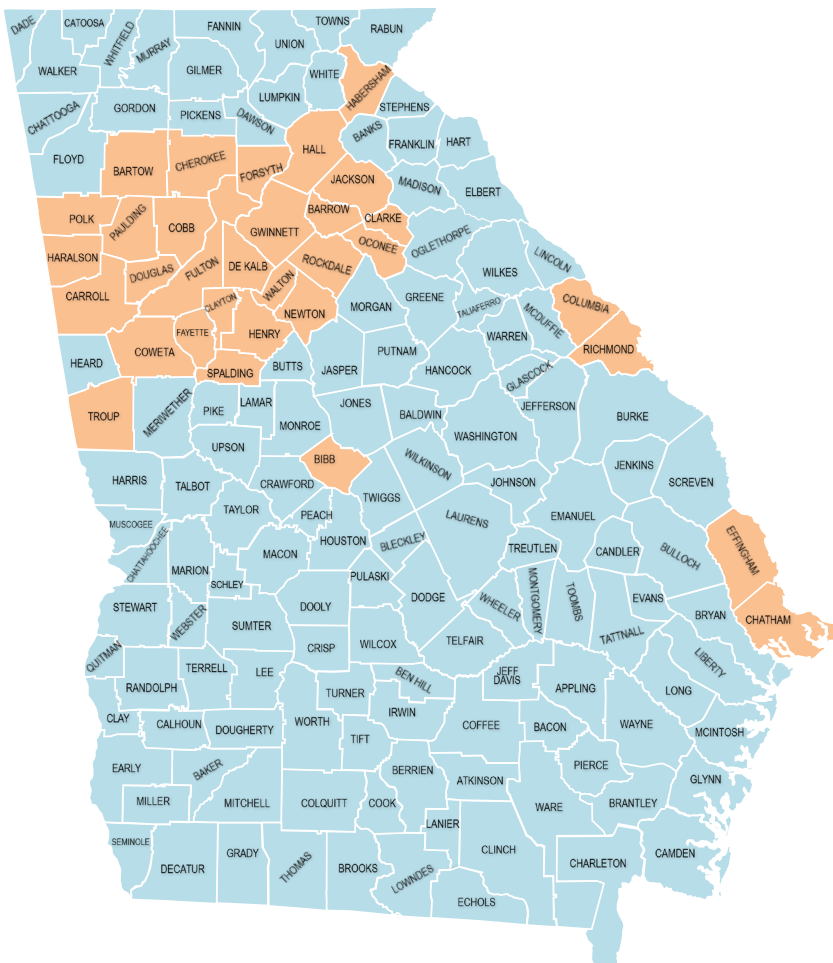 DADE
CATOOSA
WHITFIELD
MURRAY
FANNIN
UNION
TOWNS
RABUN
WALKER
GILMER
WHITE
HABERSHAM
CHATTOOGA
GORDON
PICKENS
LUMPKIN
DAWSON
STEPHENS
BANKS
FRANKLIN
HART
FLOYD
BARTOW
CHEROKEE
FORSYTH
HALL
JACKSON
MADISON
ELBERT
POLK
PAULDING
COBB
GWINNETT
BARROW
CLARKE
OCONEE
OGLETHORPE
WILKES
LINCOLN
HARALSON
DOUGLAS
FULTON
DE KALB
ROCKDALE
WALTON
CARROLL
CLAYTON
NEWTON
MORGAN
GREENE
TALIAFERRO
MCDUFFIE
COLUMBIA
HEARD
COWETA
FAYETTE
HENRY
SPALDING
BUTTS
JASPER
PUTNAM
HANCOCK
WARREN
GLASCOCK
RICHMOND
TROUP
MERIWETHER
PIKE
LAMAR
MONROE
JONES
BALDWIN
WASHINGTON
JEFFERSON
BURKE
UPSON
BIBB
WILKINSON
JOHNSON
JENKINS
SCREVEN
HARRIS
TALBOT
CRAWFORD
TWIGGS
TAYLOR
PEACH
LAURENS
EMANUEL
MUSCOGEE
CHATTAHOOCHEE
MARION
SCHLEY
MACON
HOUSTON
BLECKLEY
TREUTLEN
CANDLER
BULLOCH
EFFINGHAM
STEWART
WEBSTER
SUMTER
DOOLY
PULASKI
DODGE
WHEELER
MONTGOMERY
TOOMBS
EVANS
TATTNALL
BRYAN
CHATHAM
QUITMAN
RANDOLPH
TERRELL
LEE
CRISP
WILCOX
TELFAIR
LIBERTY
LONG
CLAY
CALHOUN
DOUGHERTY
WORTH
TURNER
BEN HILL
IRWIN
JEFF
DAVIS
COFFEE
APPLING
BACON
WAYNE
MCINTOSH
EARLY
BAKER
TIFT
BERRIEN
ATKINSON
PIERCE
GLYNN
MILLER
MITCHELL
COLQUITT
COOK
LANIER
WARE
BRANTLEY
SEMINOLE
DECATUR
GRADY
THOMAS
BROOKS
LOWNDES
CLINCH
ECHOLS
CHARLETON
CAMDEN